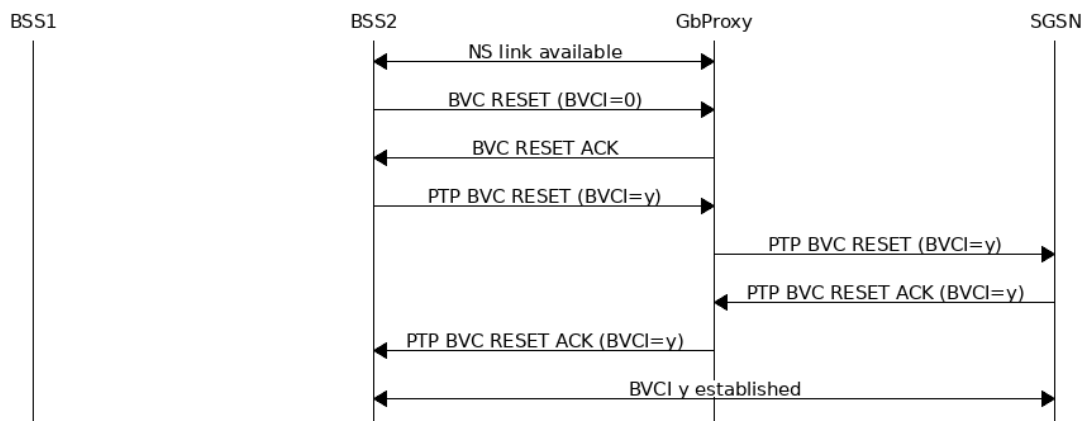 BSS1 BSS2 GbProxy SGSN
NS link available
BVC RESET (BVCI=0)
BVC RESET ACK
PTP BVC RESET (BVCI=y)
PTP BVC RESET (BVCI=y)
PTP BVC RESET ACK (BVCI=y)
PTP BVC RESET ACK (BVCI=y)
BVCI y established